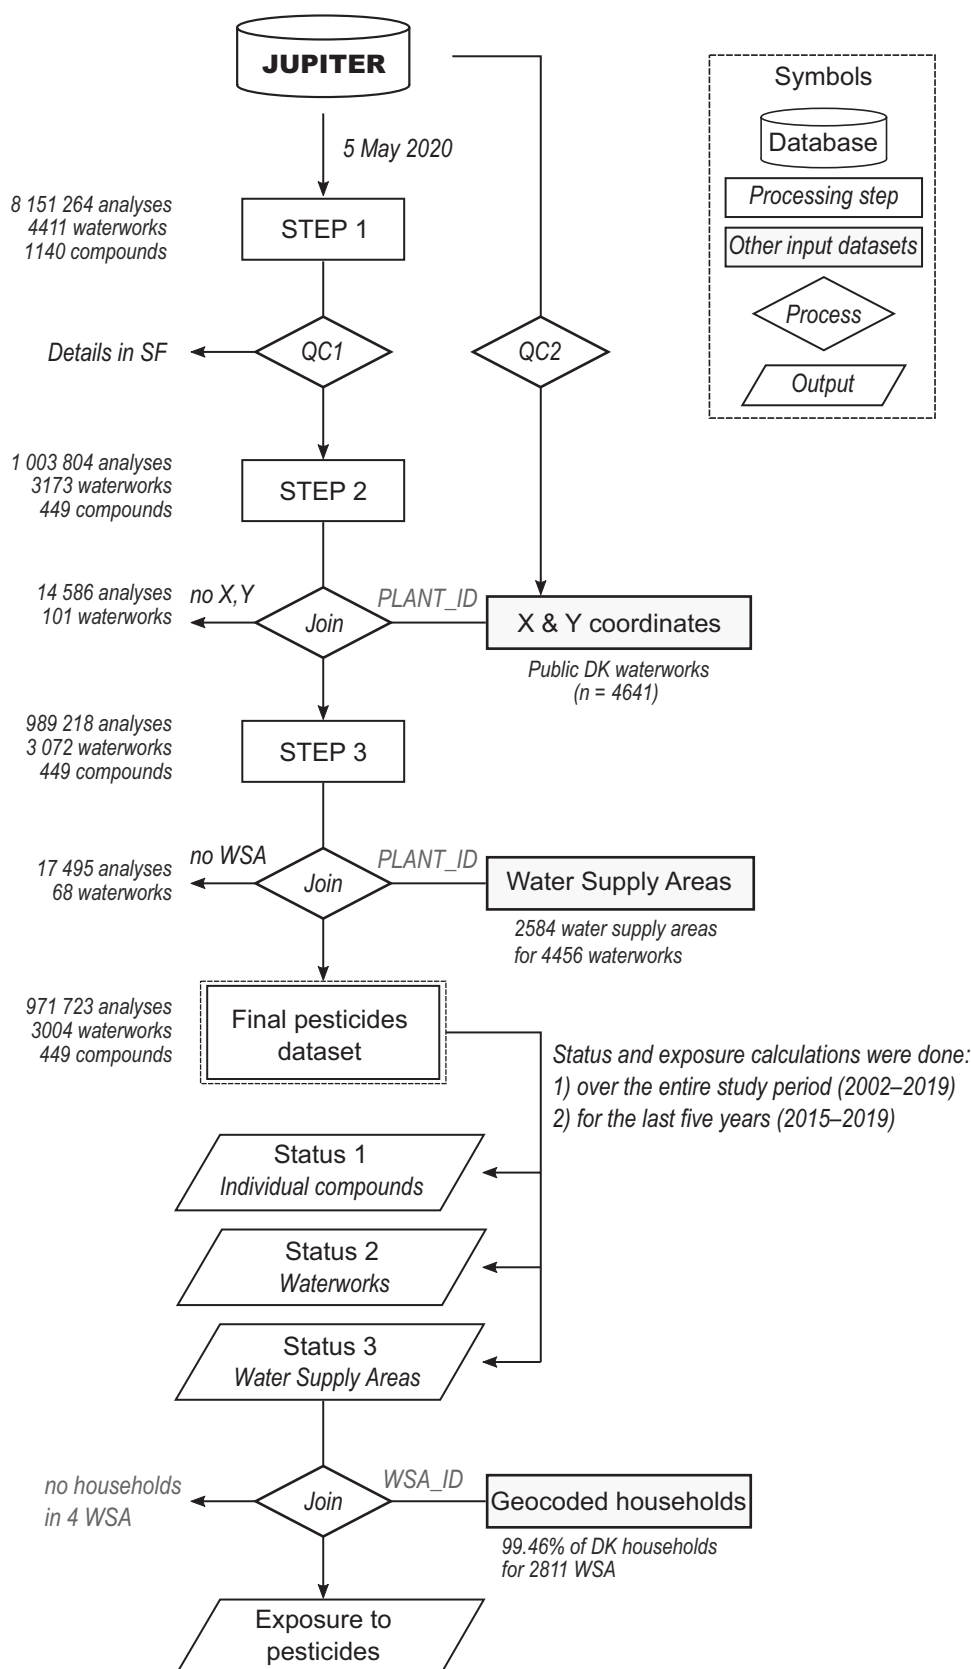 JUPITER
5 May 2020
8 151 264 analyses
4411 waterworks
1140 compounds
STEP 1
Details in SF
QC1
QC2
1 003 804 analyses
3173 waterworks
449 compounds
STEP 2
14 586 analyses
101 waterworks
no X,Y
Join
PLANT_ID
X & Y coordinates
Public DK waterworks
(n = 4641)
989 218 analyses
3 072 waterworks
449 compounds
STEP 3
17 495 analyses
68 waterworks
no WSA
Join
PLANT_ID
Water Supply Areas
2584 water supply areas
for 4456 waterworks
971 723 analyses
3004 waterworks
449 compounds
Final pesticides
dataset
Status and exposure calculations were done:
1) over the entire study period (2002–2019)
2) for the last five years (2015–2019)
Status 1
Individual compounds
Status 2
Waterworks
Status 3
Water Supply Areas
no households
in 4 WSA
Join
WSA_ID
Geocoded households
99.46% of DK households
for 2811 WSA
Exposure to
pesticides
Symbols
Database
Processing step
Other input datasets
Process
Output